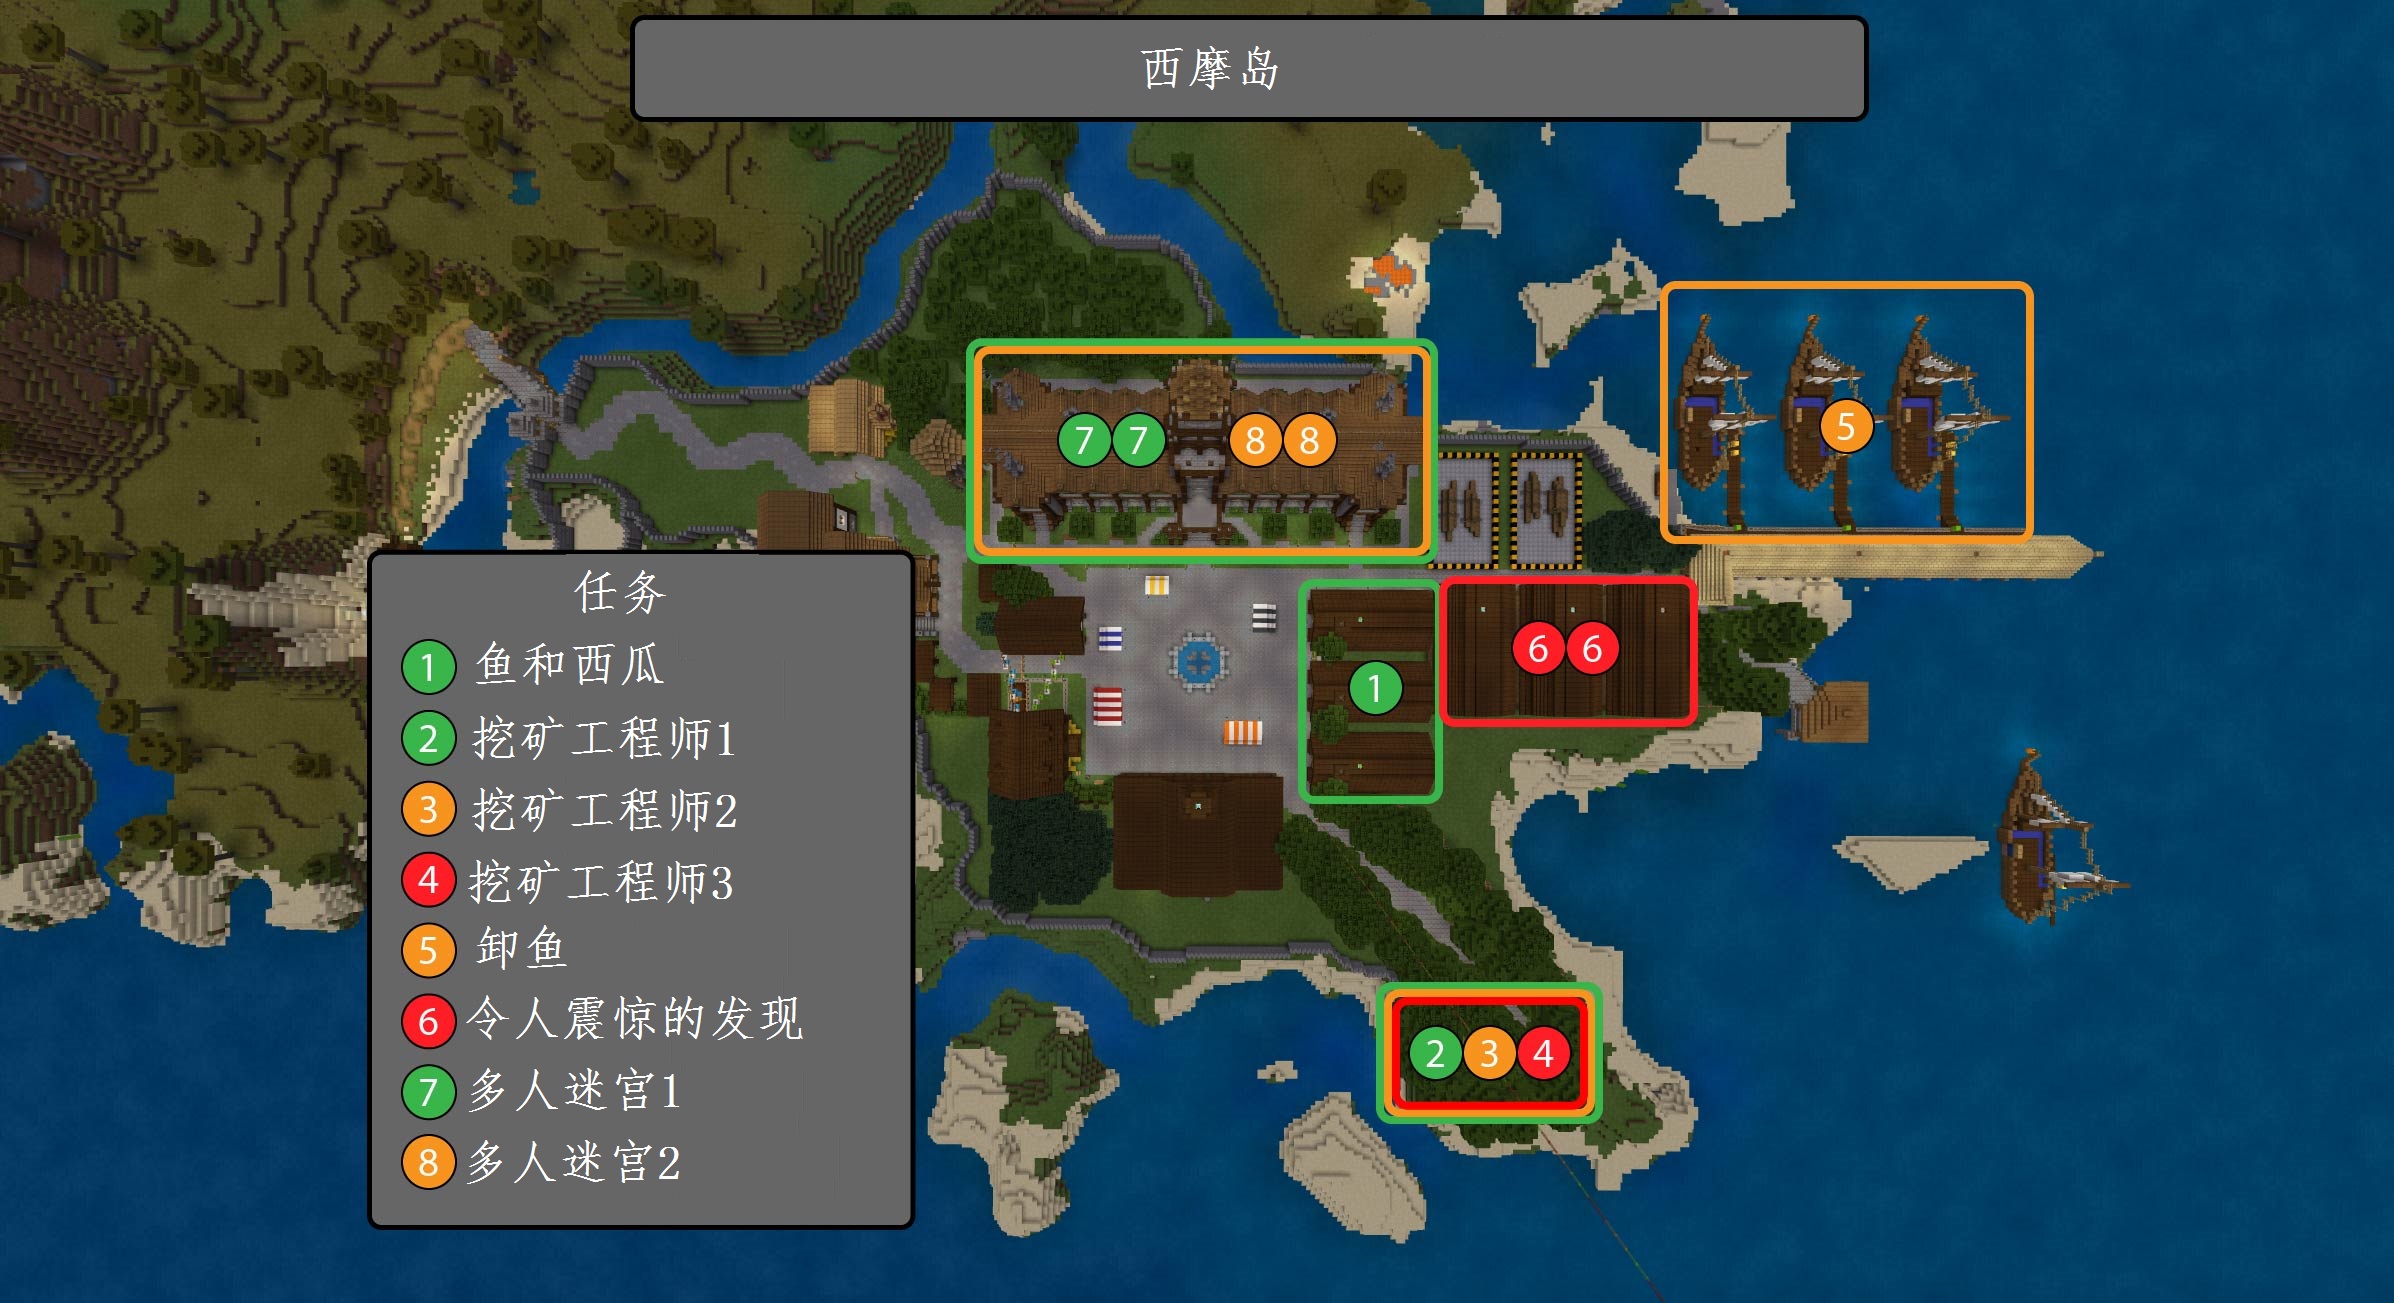 西摩岛
7 7 8 8
5
6 6
1
2 3 4
任务
1 鱼和西瓜
2 挖矿工程师1
3 挖矿工程师2
4 挖矿工程师3
5 卸鱼
6 令人震惊的发现
7 多人迷宫1
8 多人迷宫2